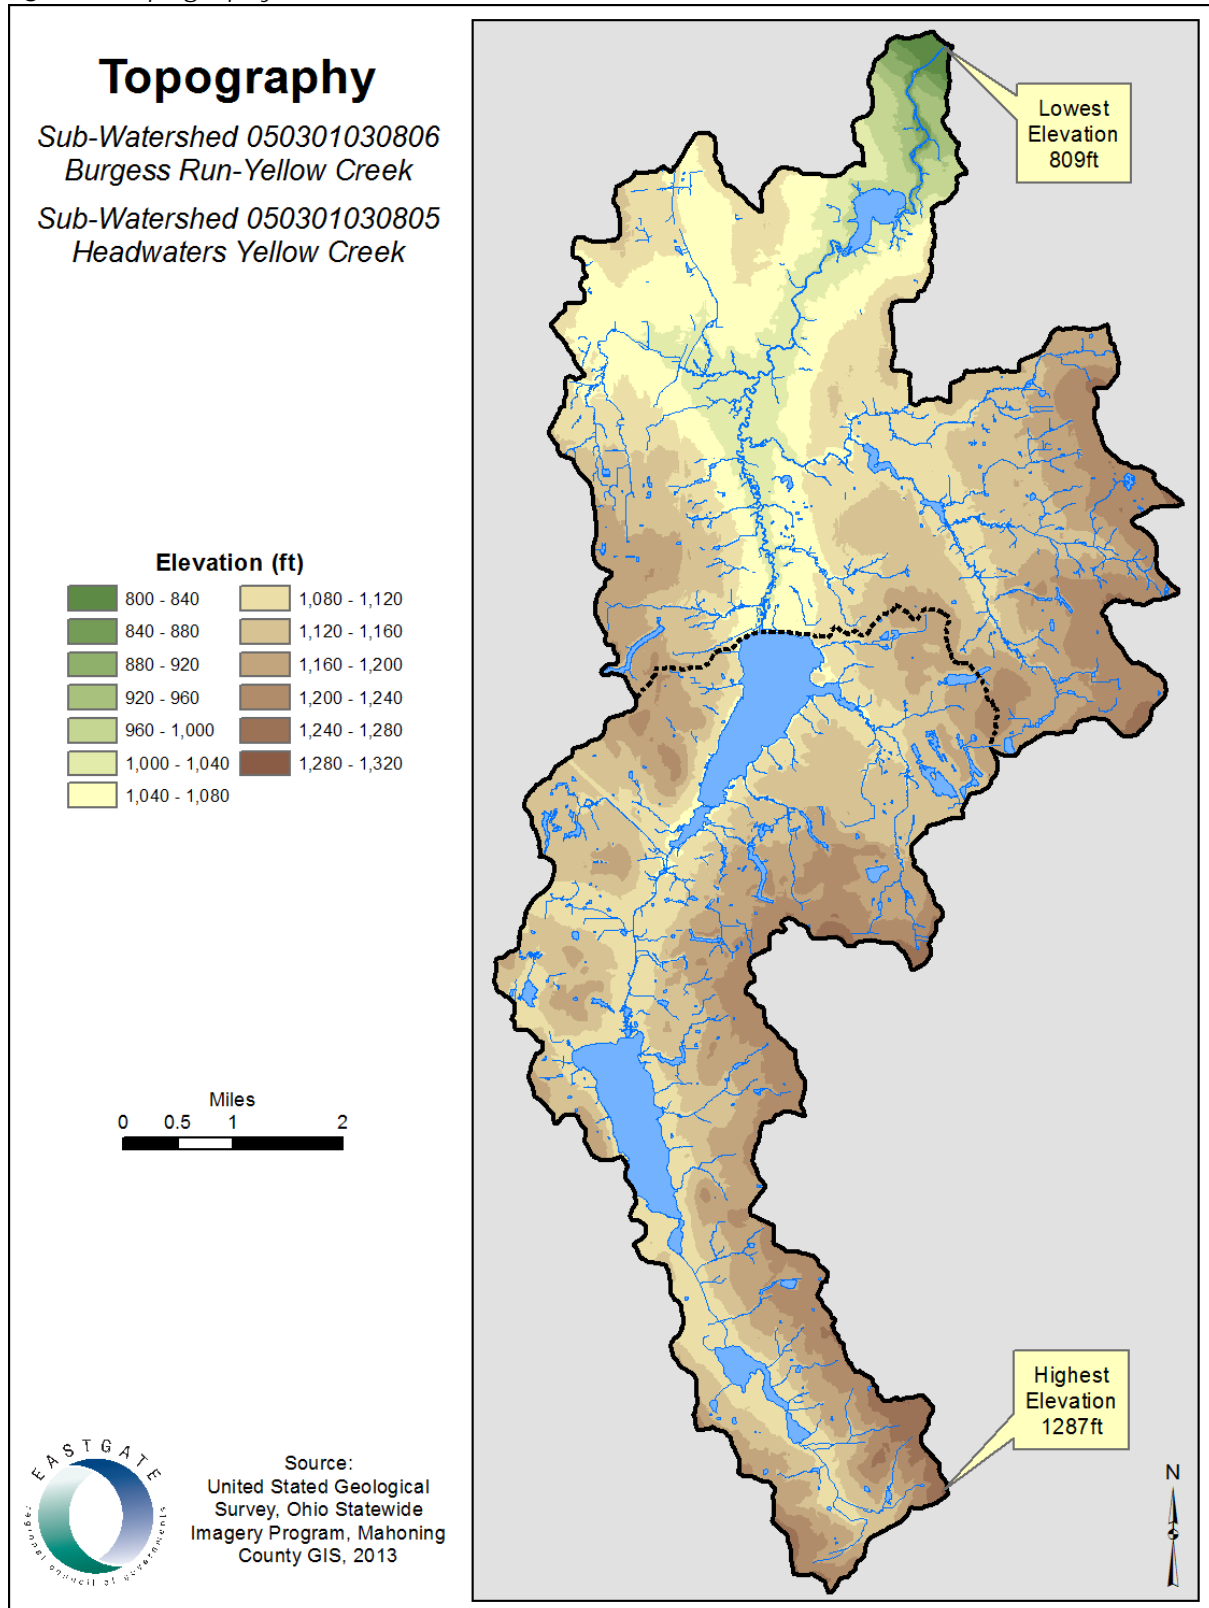 Topography
Sub-Watershed 050301030806
Burgess Run-Yellow Creek
Sub-Watershed 050301030805
Headwaters Yellow Creek
Lowest
Elevation
809ft
Elevation (ft)
800 - 840
840 - 880
880 - 920
920 - 960
960 - 1,000
1,000 - 1,040
1,040 - 1,080
1,080 - 1,120
1,120 - 1,160
1,160 - 1,200
1,200 - 1,240
1,240 - 1,280
1,280 - 1,320
Miles
0 0.5 1 2
Highest
Elevation
1287ft
N
EASTGATE
regional council of governments
Source:
United Stated Geological
Survey, Ohio Statewide
Imagery Program, Mahoning
County GIS, 2013